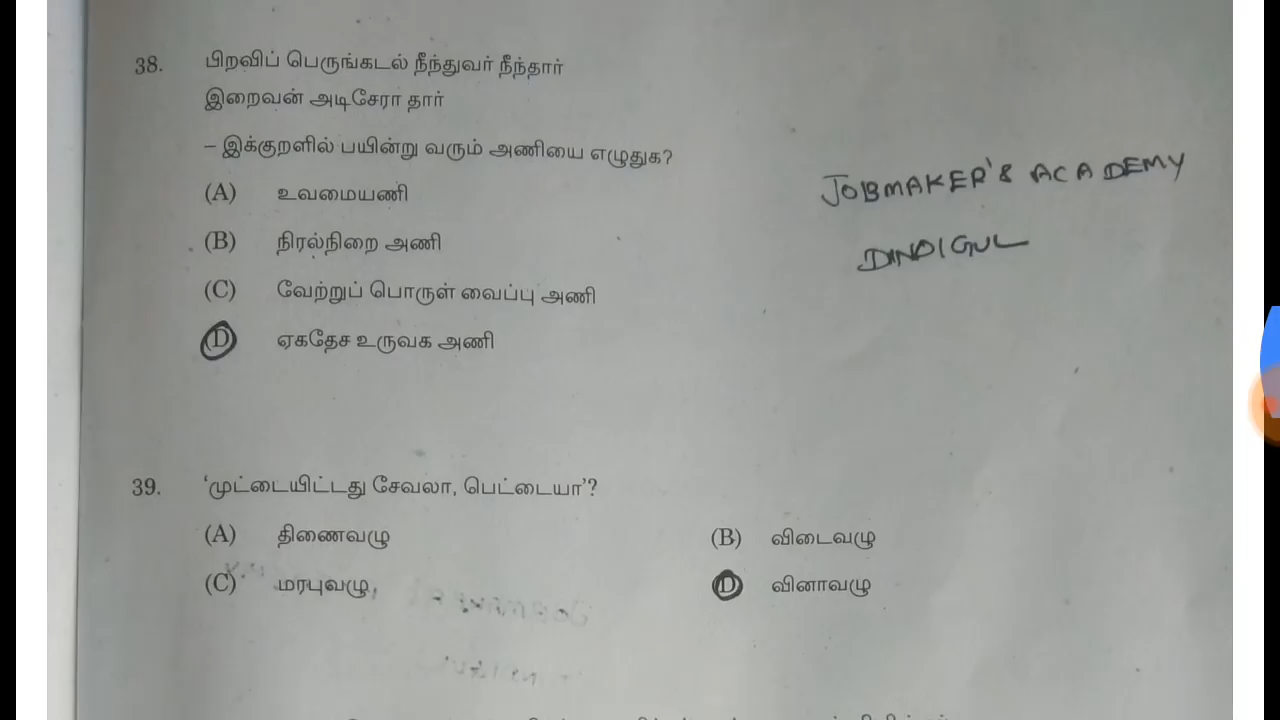 38. பிறவிப் பெருங்கடல் நீந்துவர் நீந்தார்
இறைவன் அடிசேரா தார்
– இக்குறளில் பயின்று வரும் அணியை எழுதுக?
(A) உவமையணி
(B) நிரல்நிறை அணி
(C) வேற்றுப் பொருள் வைப்பு அணி
(D) ஏகதேச உருவக அணி
JOBMAKER'S ACADEMY
DINDIGUL
39. 'முட்டையிட்டது சேவலா, பெட்டையா'?
(A) திணைவழு (B) விடைவழு
(C) மரபுவழு (D) வினாவழு